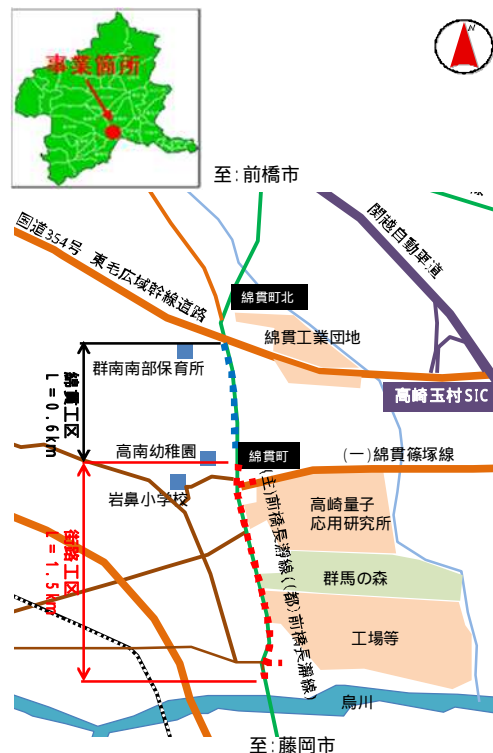 事業箇所
N
至:前橋市
国道354号 東毛広域幹線道路
関越自動車道
綿貫町北
綿貫工業団地
群南南部保育所
高崎玉村SIC
綿貫工区
L=0.6km
高南幼稚園
綿貫町
(一)綿貫篠塚線
岩鼻小学校
(主)前橋長瀞線((都)前橋長瀞線)
高崎量子
応用研究所
街路工区
L=1.5km
群馬の森
工場等
烏川
至:藤岡市